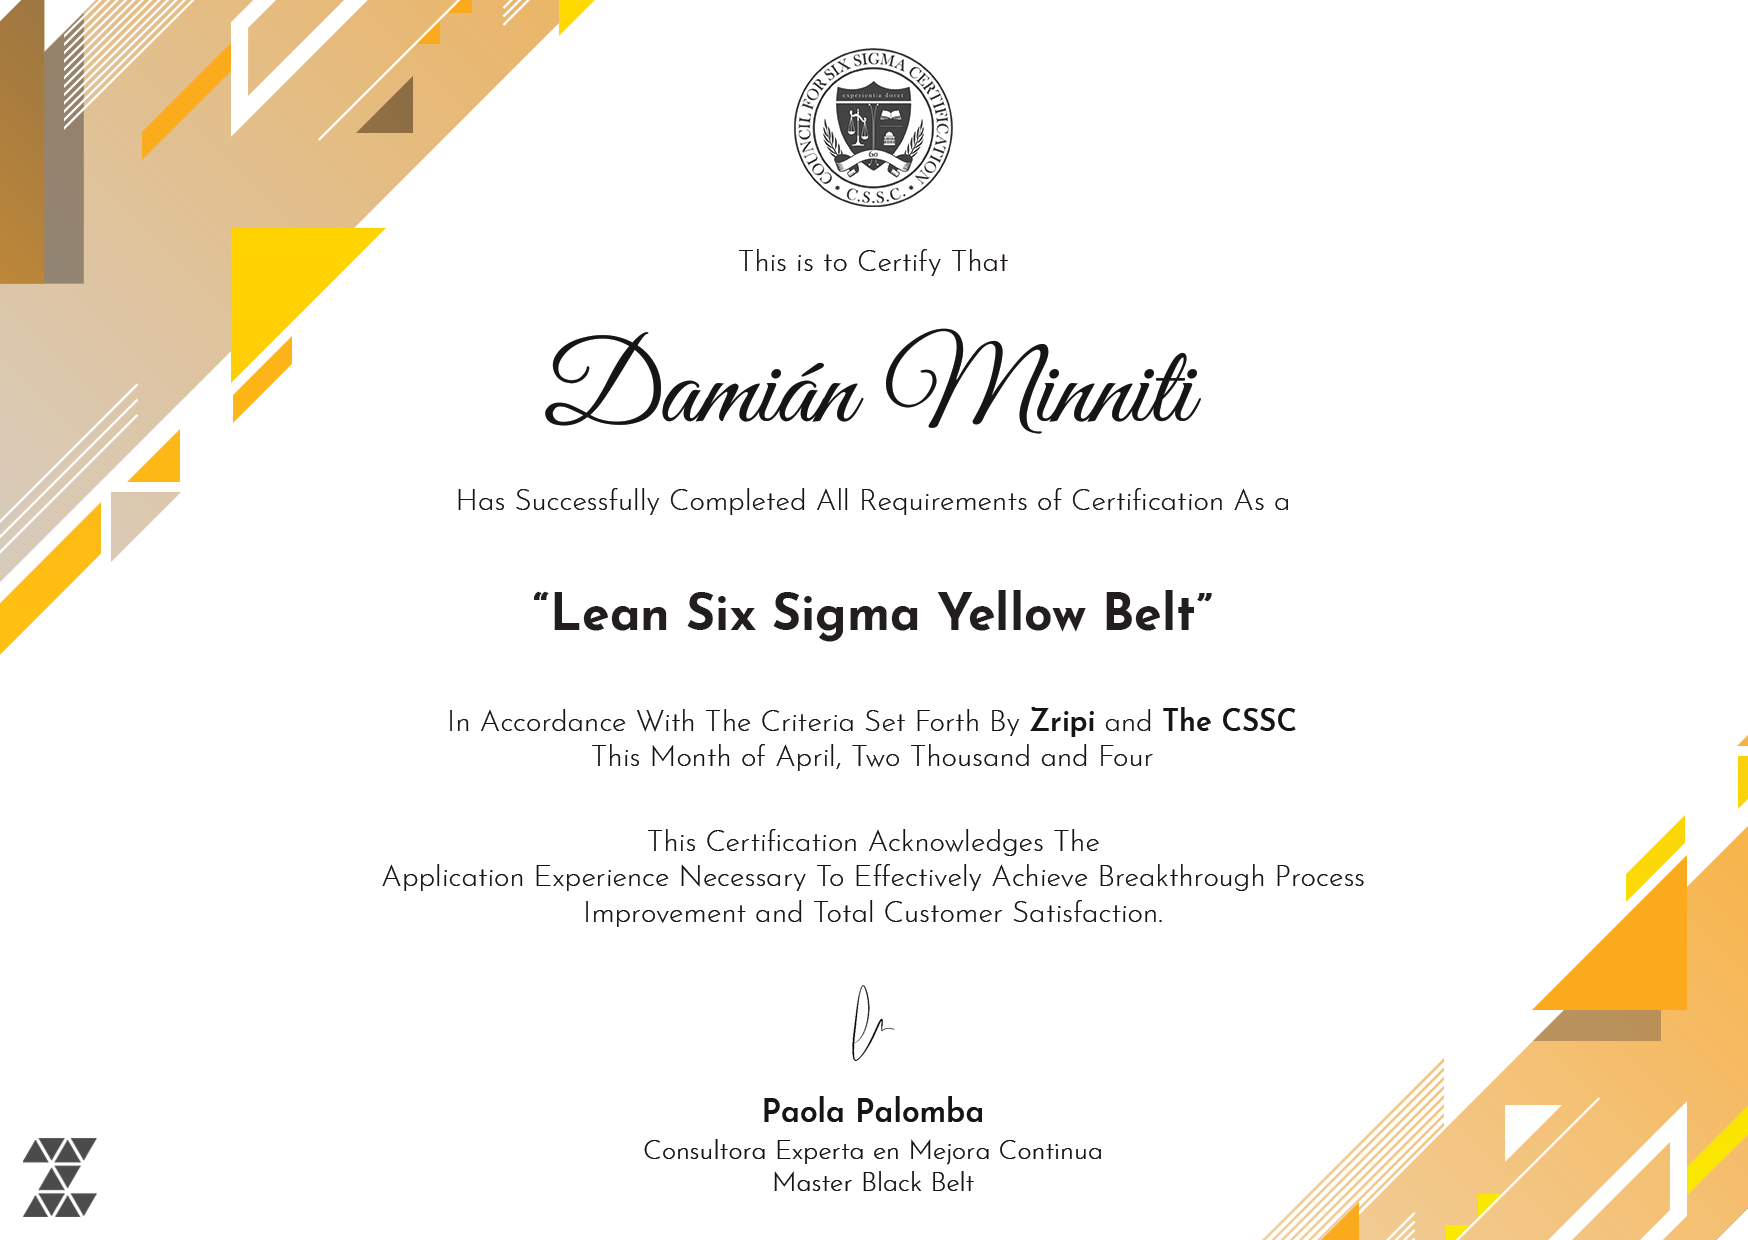 COUNCIL FOR SIX SIGMA CERTIFICATION
experientia docet
6σ
• C.S.S.C. •
This is to Certify That
Damián Minniti
Has Successfully Completed All Requirements of Certification As a
“Lean Six Sigma Yellow Belt”
In Accordance With The Criteria Set Forth By Zripi and The CSSC
This Month of April, Two Thousand and Four
This Certification Acknowledges The
Application Experience Necessary To Effectively Achieve Breakthrough Process
Improvement and Total Customer Satisfaction.
Paola Palomba
Consultora Experta en Mejora Continua
Master Black Belt